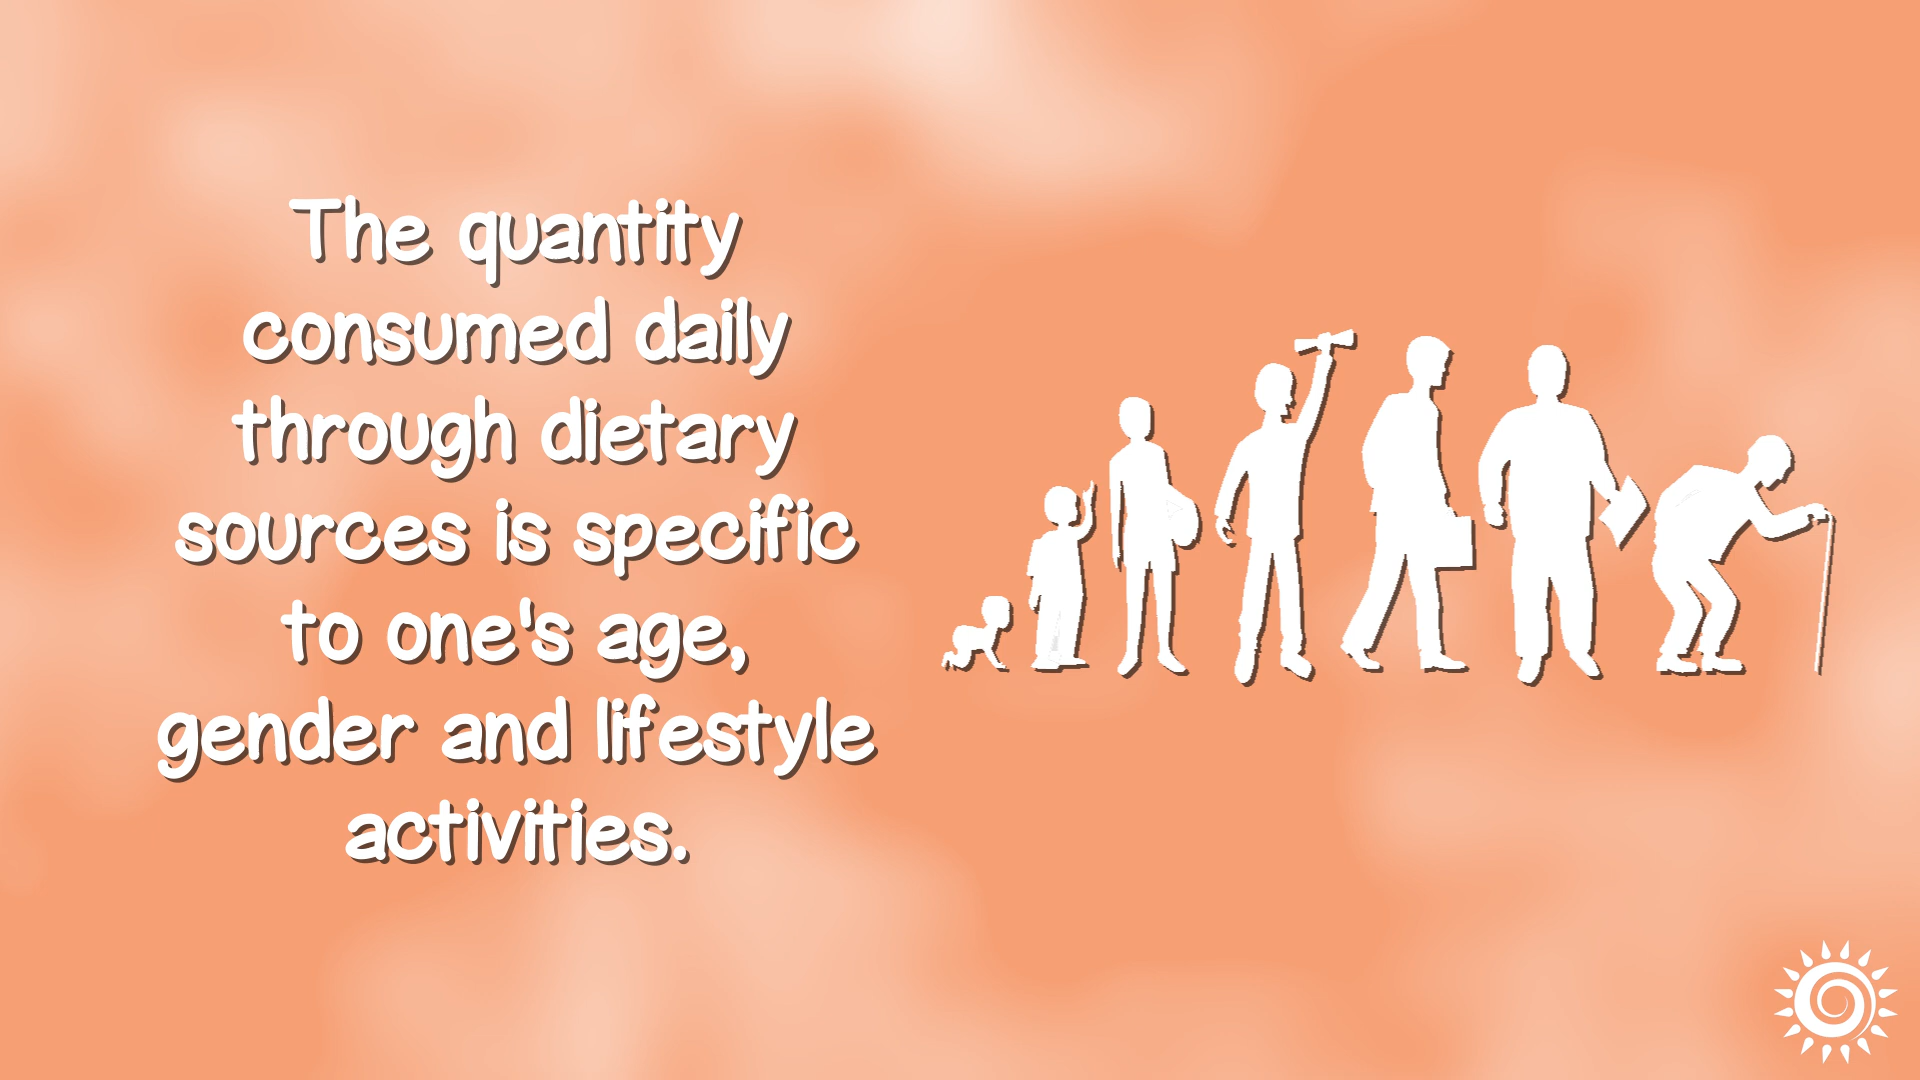 The quantity
consumed daily
through dietary
sources is specific
to one's age,
gender and lifestyle
activities.